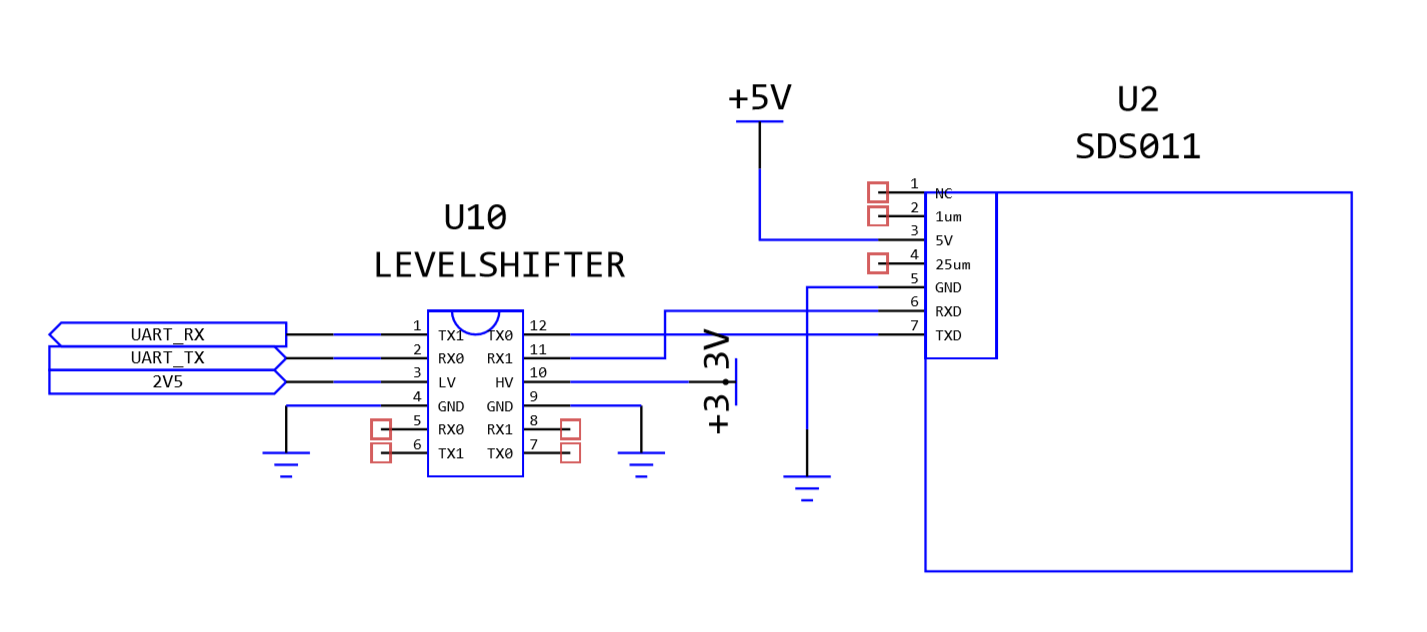 +5V
U2
SDS011
1 NC
2 1um
3 5V
4 25um
5 GND
6 RXD
7 TXD
U10
LEVELSHIFTER
UART_RX
UART_TX
2V5
1 TX1 TX0 12
2 RX0 RX1 11
3 LV HV 10
4 GND GND 9
5 RX0 RX1 8
6 TX1 TX0 7
+3.3V